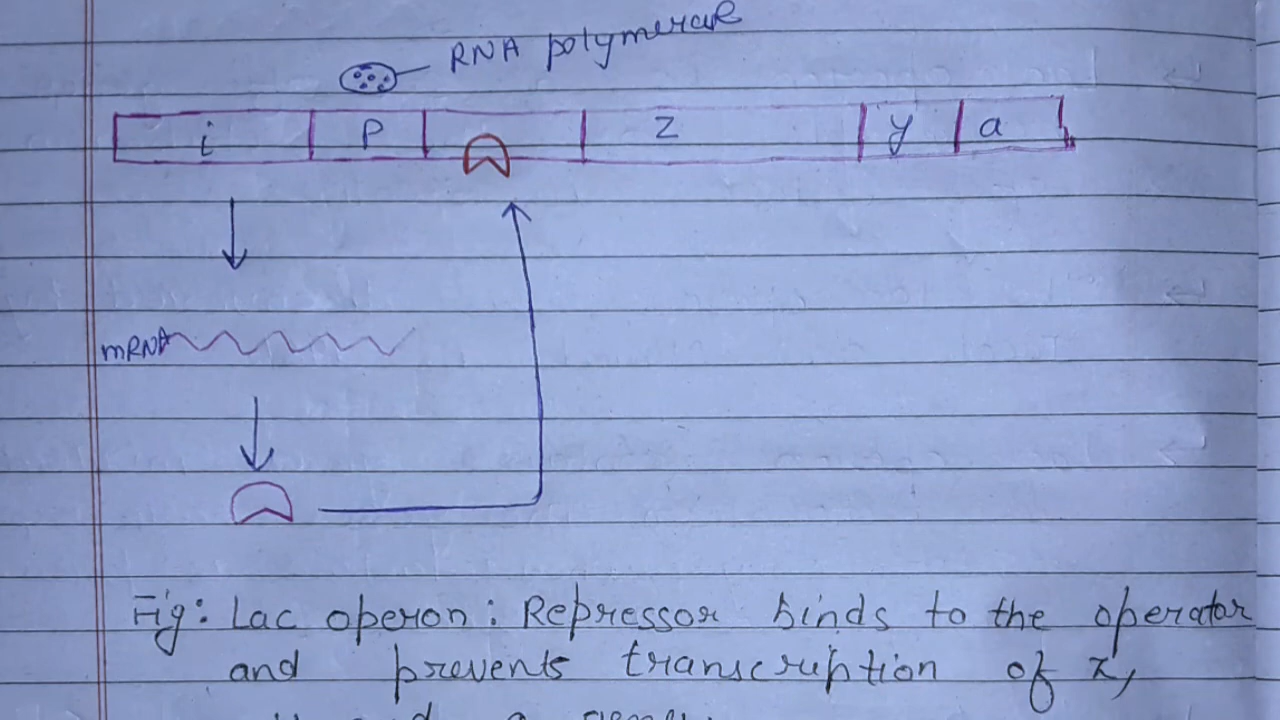 RNA polymerase
i P z y a
mRNA
Fig: Lac operon: Repressor binds to the operator
and prevents transcription of z,